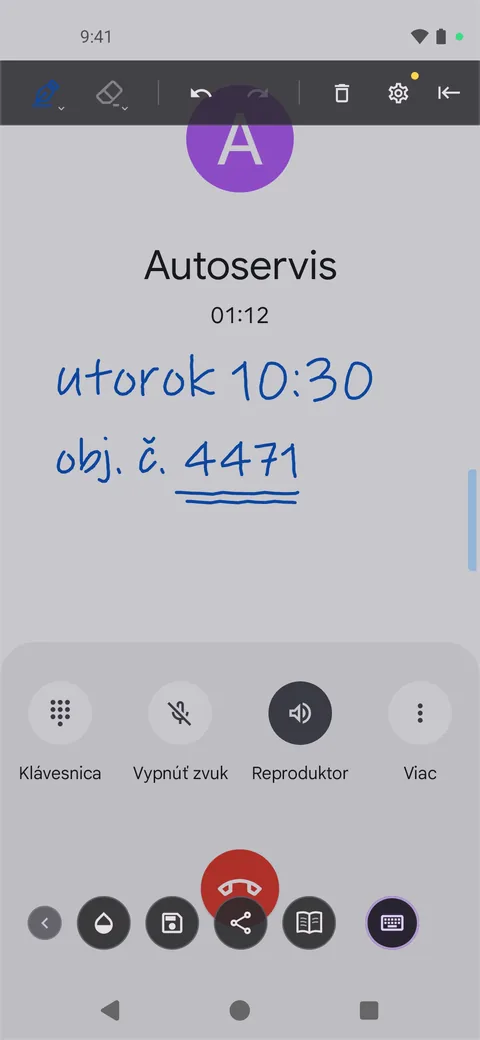 9:41
A
Autoservis
01:12
utorok 10:30
obj. č. 4471
Klávesnica
Vypnúť zvuk
Reproduktor
Viac